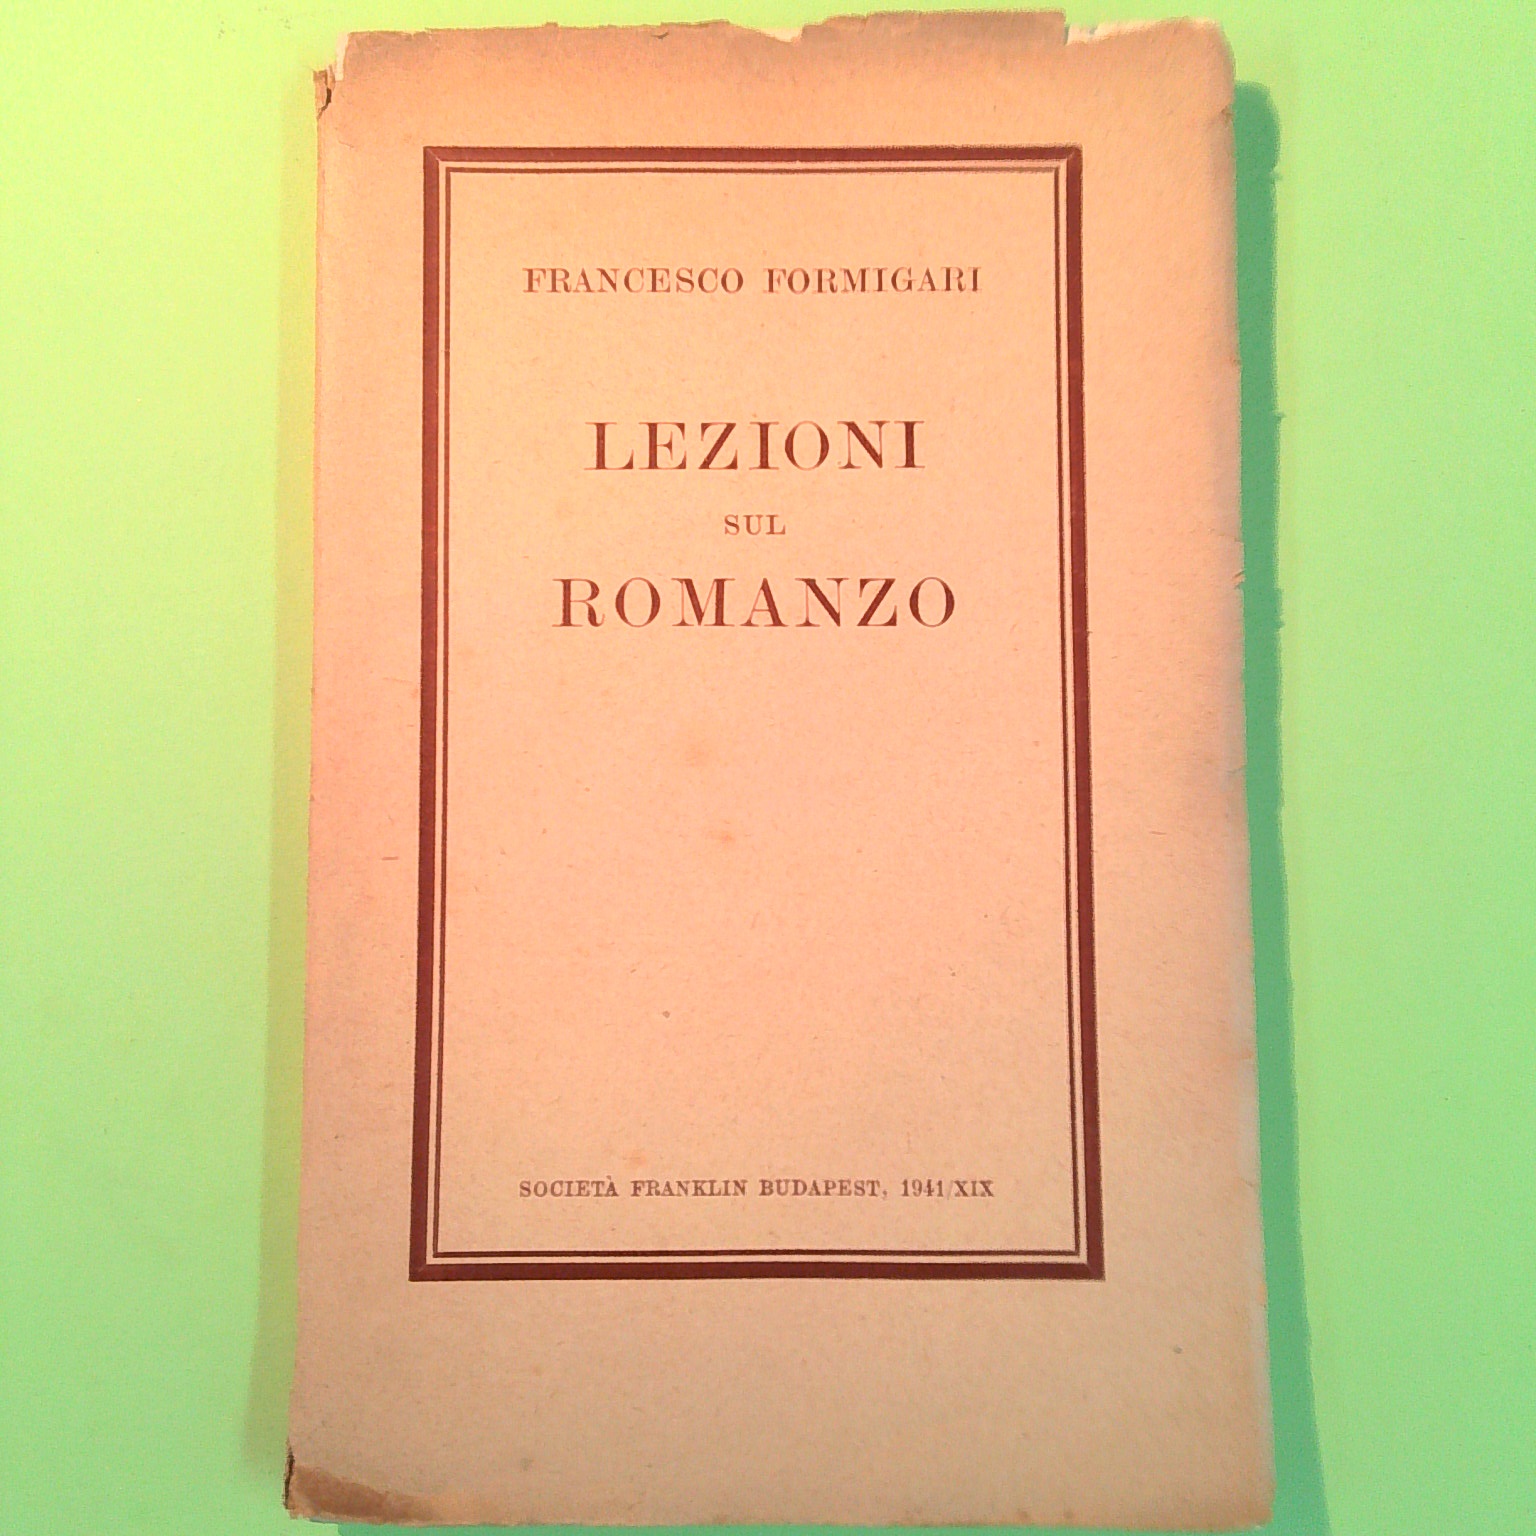 FRANCESCO FORMIGARI
LEZIONI
SUL
ROMANZO
SOCIETÀ FRANKLIN BUDAPEST, 1941/XIX